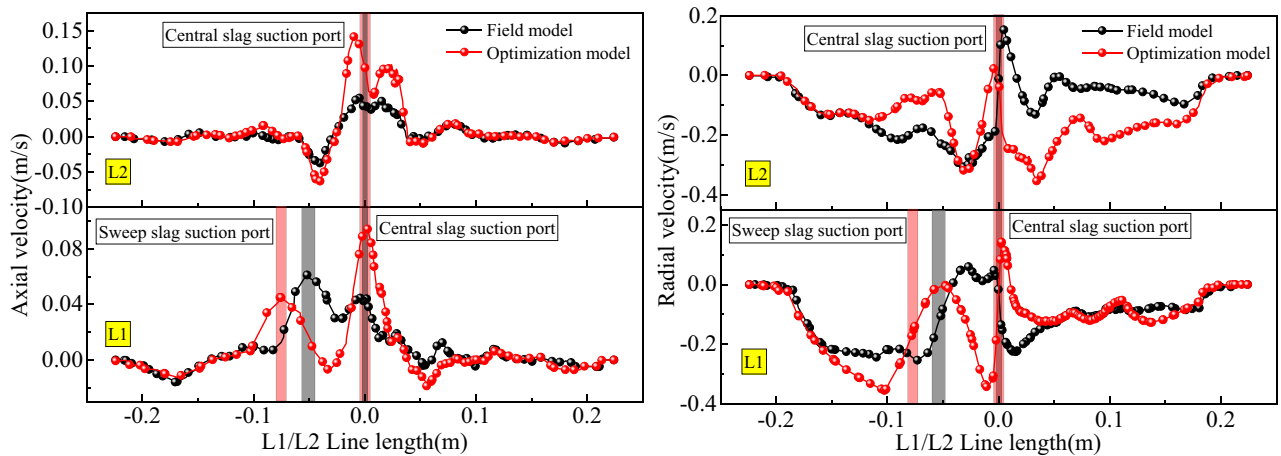 0.15
0.10
0.05
0.00
-0.05
-0.10
Central slag suction port
Field model
Optimization model
L2
0.08
0.04
0.00
Sweep slag suction port
Central slag suction port
L1
Axial velocity(m/s)
-0.2
-0.1
0.0
0.1
0.2
L1/L2 Line length(m)
0.2
0.0
-0.2
-0.4
Central slag suction port
Field model
Optimization model
L2
0.2
0.0
-0.2
-0.4
Sweep slag suction port
Central slag suction port
L1
Radial velocity(m/s)
-0.2
-0.1
0.0
0.1
0.2
L1/L2 Line length(m)